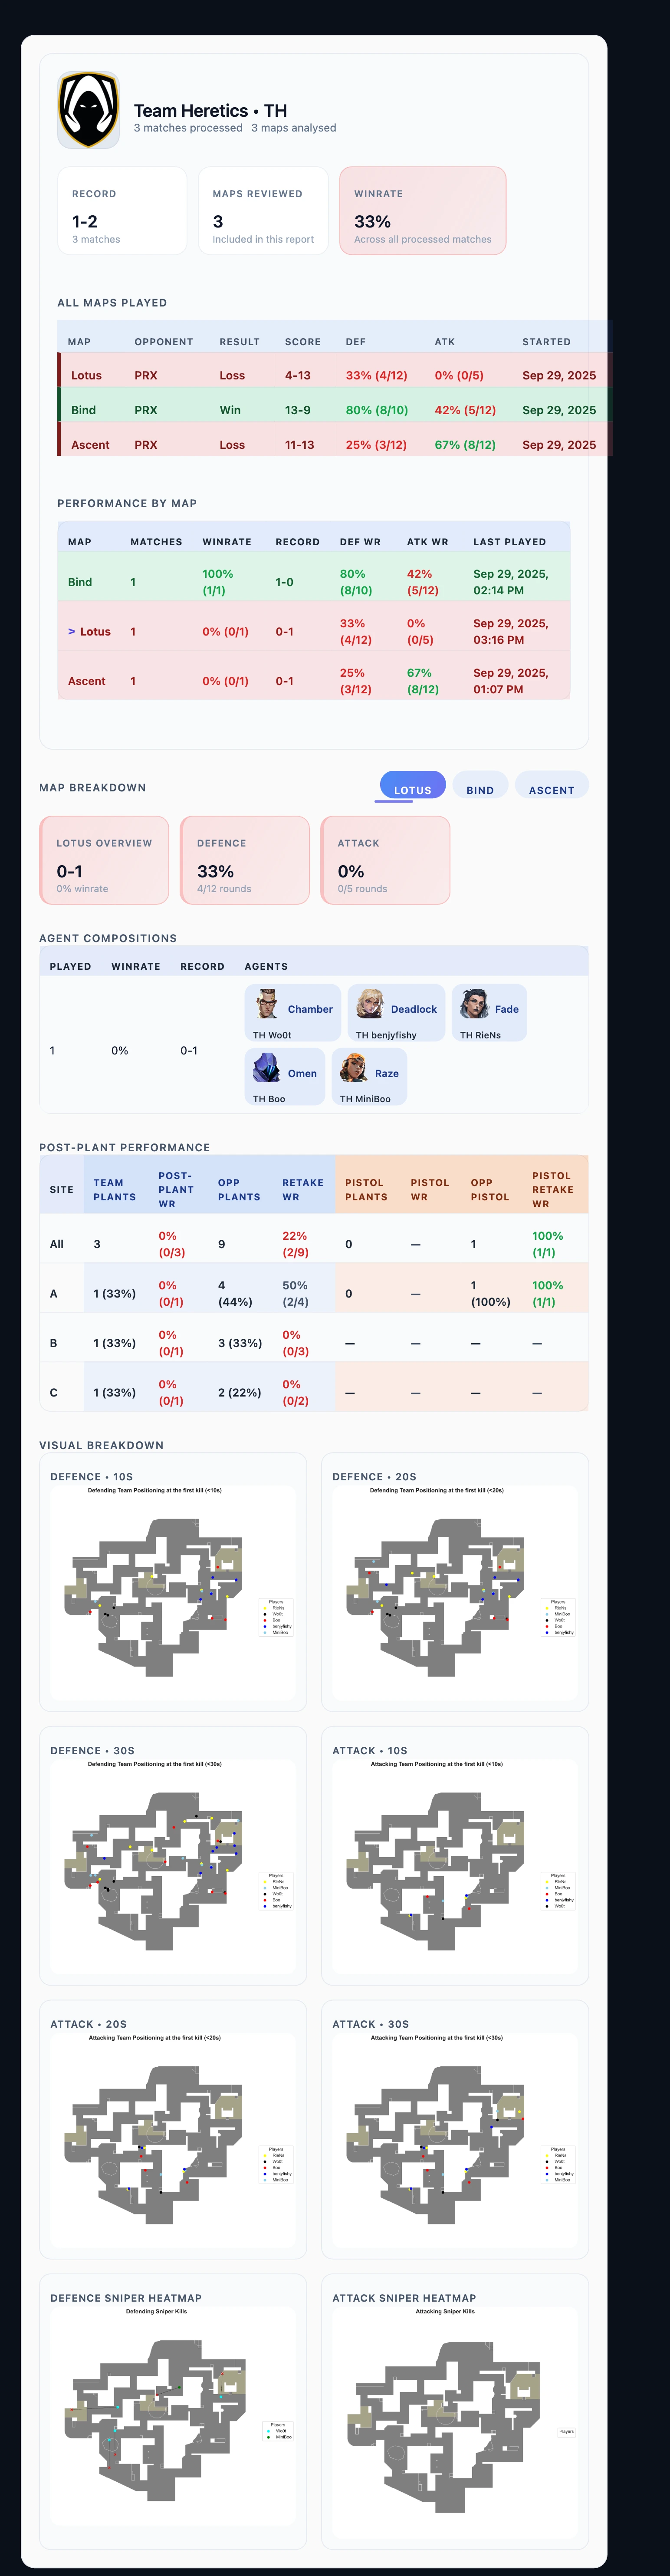 Team Heretics • TH
3 matches processed 3 maps analysed
RECORD
1-2
3 matches
MAPS REVIEWED
3
Included in this report
WINRATE
33%
Across all processed matches
ALL MAPS PLAYED
MAP OPPONENT RESULT SCORE DEF ATK STARTED
Lotus PRX Loss 4-13 33% (4/12) 0% (0/5) Sep 29, 2025
Bind PRX Win 13-9 80% (8/10) 42% (5/12) Sep 29, 2025
Ascent PRX Loss 11-13 25% (3/12) 67% (8/12) Sep 29, 2025
PERFORMANCE BY MAP
MAP MATCHES WINRATE RECORD DEF WR ATK WR LAST PLAYED
Bind 1 100% (1/1) 1-0 80% (8/10) 42% (5/12) Sep 29, 2025, 02:14 PM
> Lotus 1 0% (0/1) 0-1 33% (4/12) 0% (0/5) Sep 29, 2025, 03:16 PM
Ascent 1 0% (0/1) 0-1 25% (3/12) 67% (8/12) Sep 29, 2025, 01:07 PM
MAP BREAKDOWN
LOTUS BIND ASCENT
LOTUS OVERVIEW
0-1
0% winrate
DEFENCE
33%
4/12 rounds
ATTACK
0%
0/5 rounds
AGENT COMPOSITIONS
PLAYED WINRATE RECORD AGENTS
1 0% 0-1
Chamber
TH Wo0t
Deadlock
TH benjyfishy
Fade
TH RieNs
Omen
TH Boo
Raze
TH MiniBoo
POST-PLANT PERFORMANCE
SITE TEAM PLANTS POST-PLANT WR OPP PLANTS RETAKE WR PISTOL PLANTS PISTOL WR OPP PISTOL PISTOL RETAKE WR
All 3 0% (0/3) 9 22% (2/9) 0 — 1 100% (1/1)
A 1 (33%) 0% (0/1) 4 (44%) 50% (2/4) 0 — 1 (100%) 100% (1/1)
B 1 (33%) 0% (0/1) 3 (33%) 0% (0/3) — — — —
C 1 (33%) 0% (0/1) 2 (22%) 0% (0/2) — — — —
VISUAL BREAKDOWN
DEFENCE • 10S
Defending Team Positioning at the first kill (<10s)
Players
RieNs
Wo0t
Boo
benjyfishy
MiniBoo
DEFENCE • 20S
Defending Team Positioning at the first kill (<20s)
Players
RieNs
MiniBoo
Wo0t
Boo
benjyfishy
DEFENCE • 30S
Defending Team Positioning at the first kill (<30s)
Players
RieNs
MiniBoo
Wo0t
Boo
benjyfishy
ATTACK • 10S
Attacking Team Positioning at the first kill (<10s)
Players
RieNs
MiniBoo
Boo
benjyfishy
Wo0t
ATTACK • 20S
Attacking Team Positioning at the first kill (<20s)
Players
RieNs
Wo0t
Boo
benjyfishy
MiniBoo
ATTACK • 30S
Attacking Team Positioning at the first kill (<30s)
Players
RieNs
Wo0t
Boo
benjyfishy
MiniBoo
DEFENCE SNIPER HEATMAP
Defending Sniper Kills
Players
Wo0t
MiniBoo
ATTACK SNIPER HEATMAP
Attacking Sniper Kills
Players